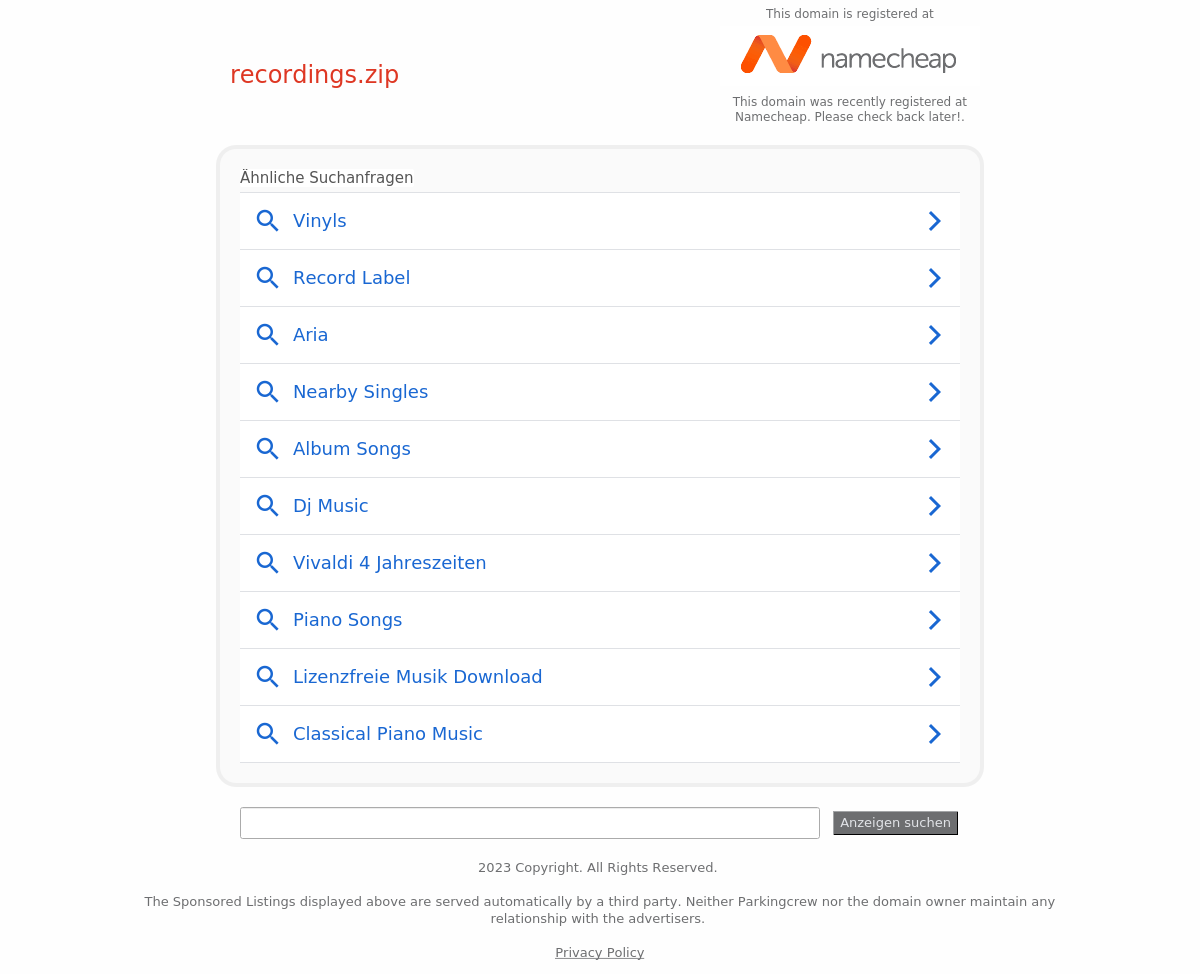 This domain is registered at
namecheap
recordings.zip
This domain was recently registered at
Namecheap. Please check back later!.
Ähnliche Suchanfragen
Vinyls
Record Label
Aria
Nearby Singles
Album Songs
Dj Music
Vivaldi 4 Jahreszeiten
Piano Songs
Lizenzfreie Musik Download
Classical Piano Music
Anzeigen suchen
2023 Copyright. All Rights Reserved.
The Sponsored Listings displayed above are served automatically by a third party. Neither Parkingcrew nor the domain owner maintain any
relationship with the advertisers.
Privacy Policy